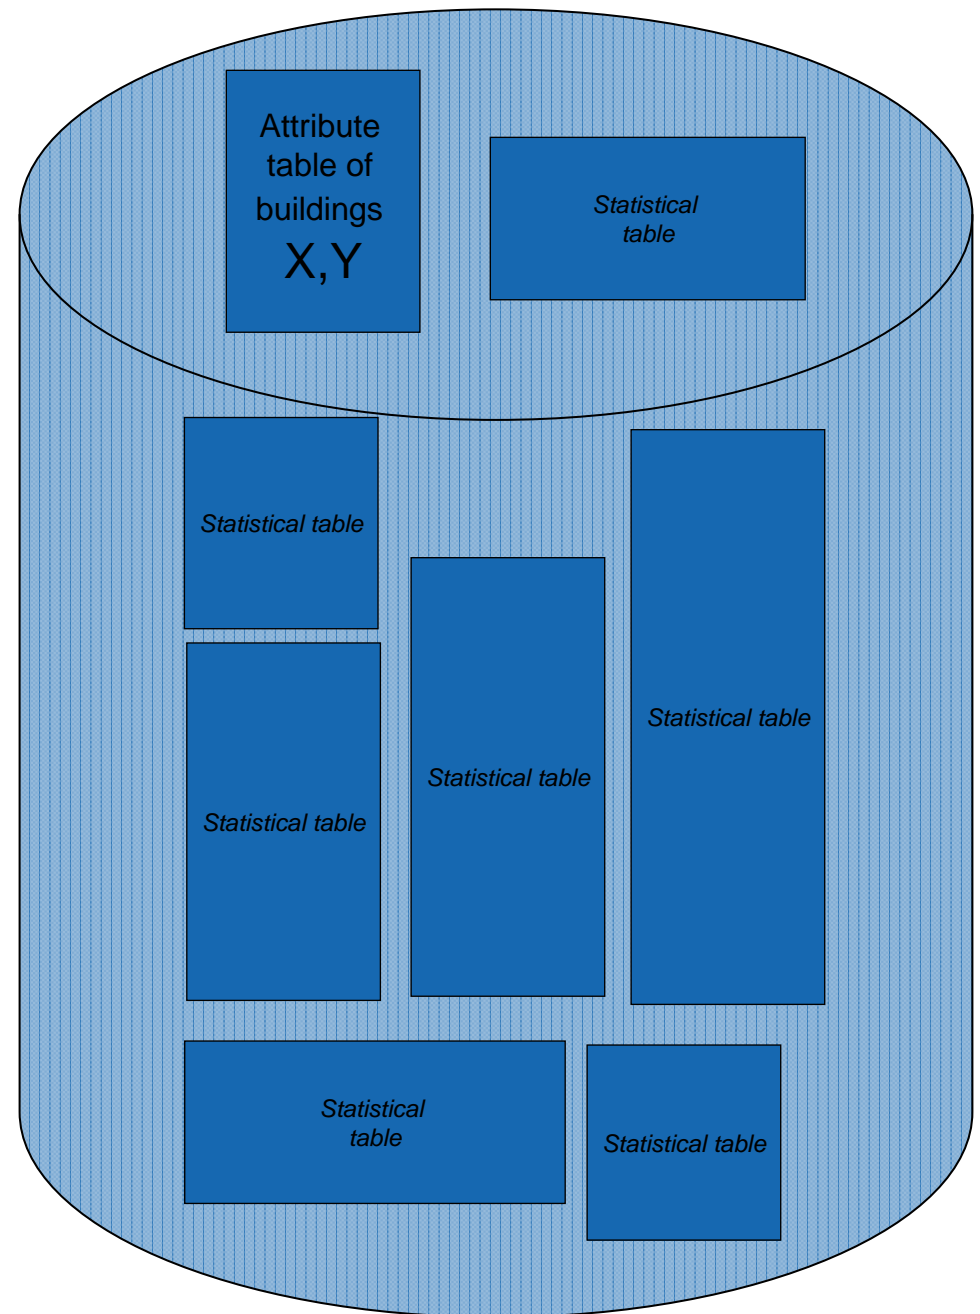 Attribute
table of
buildings
X,Y
Statistical
table
Statistical table
Statistical table
Statistical table
Statistical table
Statistical
table
Statistical table